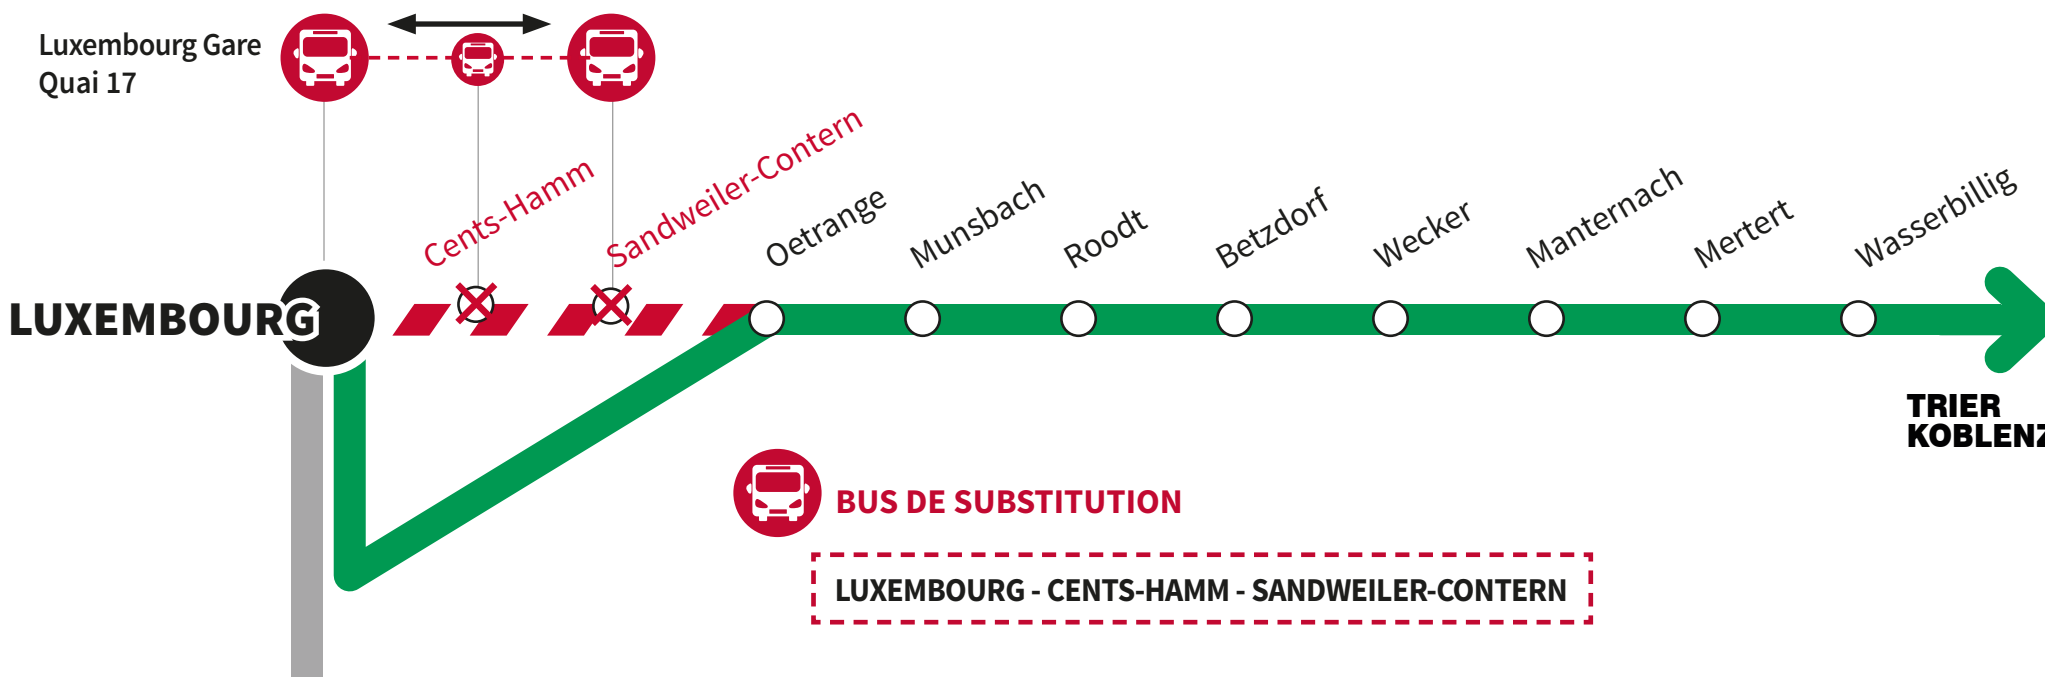 Luxembourg Gare
Quai 17
Cents-Hamm
Sandweiler-Contern
Oetrange
Munsbach
Roodt
Betzdorf
Wecker
Manternach
Mertert
Wasserbillig
LUXEMBOURG
TRIER
KOBLENZ
BUS DE SUBSTITUTION
LUXEMBOURG - CENTS-HAMM - SANDWEILER-CONTERN